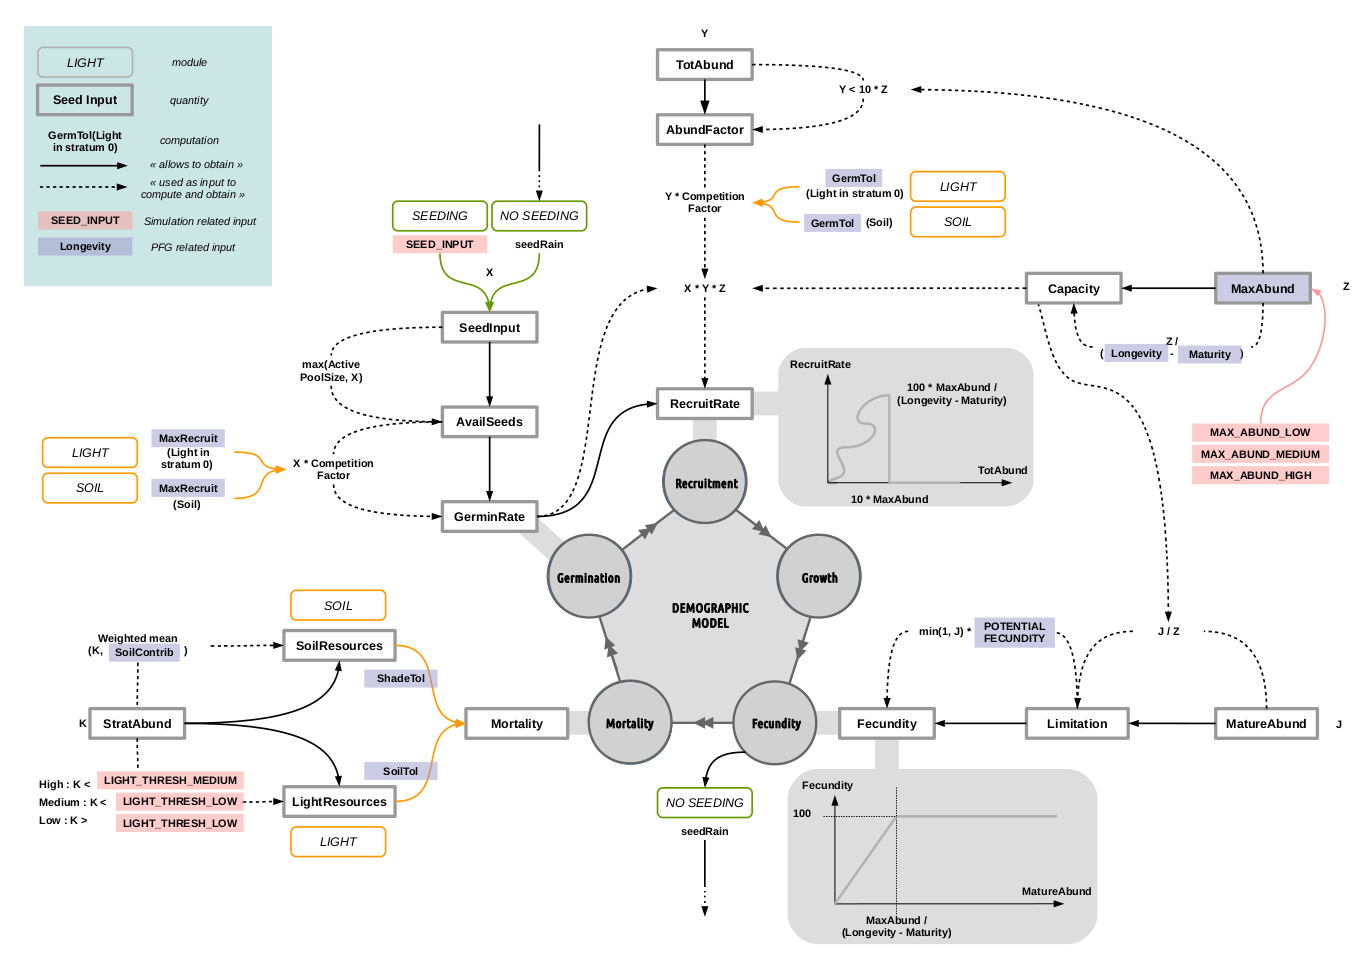 LIGHT
module
Seed Input
quantity
GermTol(Light
in stratum 0)
computation
« allows to obtain »
« used as input to
compute and obtain »
SEED_INPUT
Simulation related input
Longevity
PFG related input
Y
TotAbund
Y < 10 * Z
AbundFactor
Y * Competition
Factor
GermTol
(Light in stratum 0)
LIGHT
GermTol (Soil)
SOIL
SEEDING
NO SEEDING
SEED_INPUT
seedRain
X
SeedInput
max(Active
PoolSize, X)
AvailSeeds
X * Y * Z
Capacity
MaxAbund
Z
Z /
( Longevity - Maturity )
MAX_ABUND_LOW
MAX_ABUND_MEDIUM
MAX_ABUND_HIGH
RecruitRate
RecruitRate
100 * MaxAbund /
(Longevity - Maturity)
TotAbund
10 * MaxAbund
LIGHT
MaxRecruit
(Light in
stratum 0)
SOIL
MaxRecruit
(Soil)
X * Competition
Factor
GerminRate
Recruitment
Germination
Growth
DEMOGRAPHIC
MODEL
Mortality
Fecundity
SOIL
Weighted mean
(K, SoilContrib )
SoilResources
ShadeTol
K
StratAbund
Mortality
SoilTol
High : K < LIGHT_THRESH_MEDIUM
Medium : K < LIGHT_THRESH_LOW
Low : K > LIGHT_THRESH_LOW
LightResources
LIGHT
min(1, J) *
POTENTIAL
FECUNDITY
J / Z
Fecundity
Limitation
MatureAbund
J
NO SEEDING
seedRain
Fecundity
100
MatureAbund
MaxAbund /
(Longevity - Maturity)